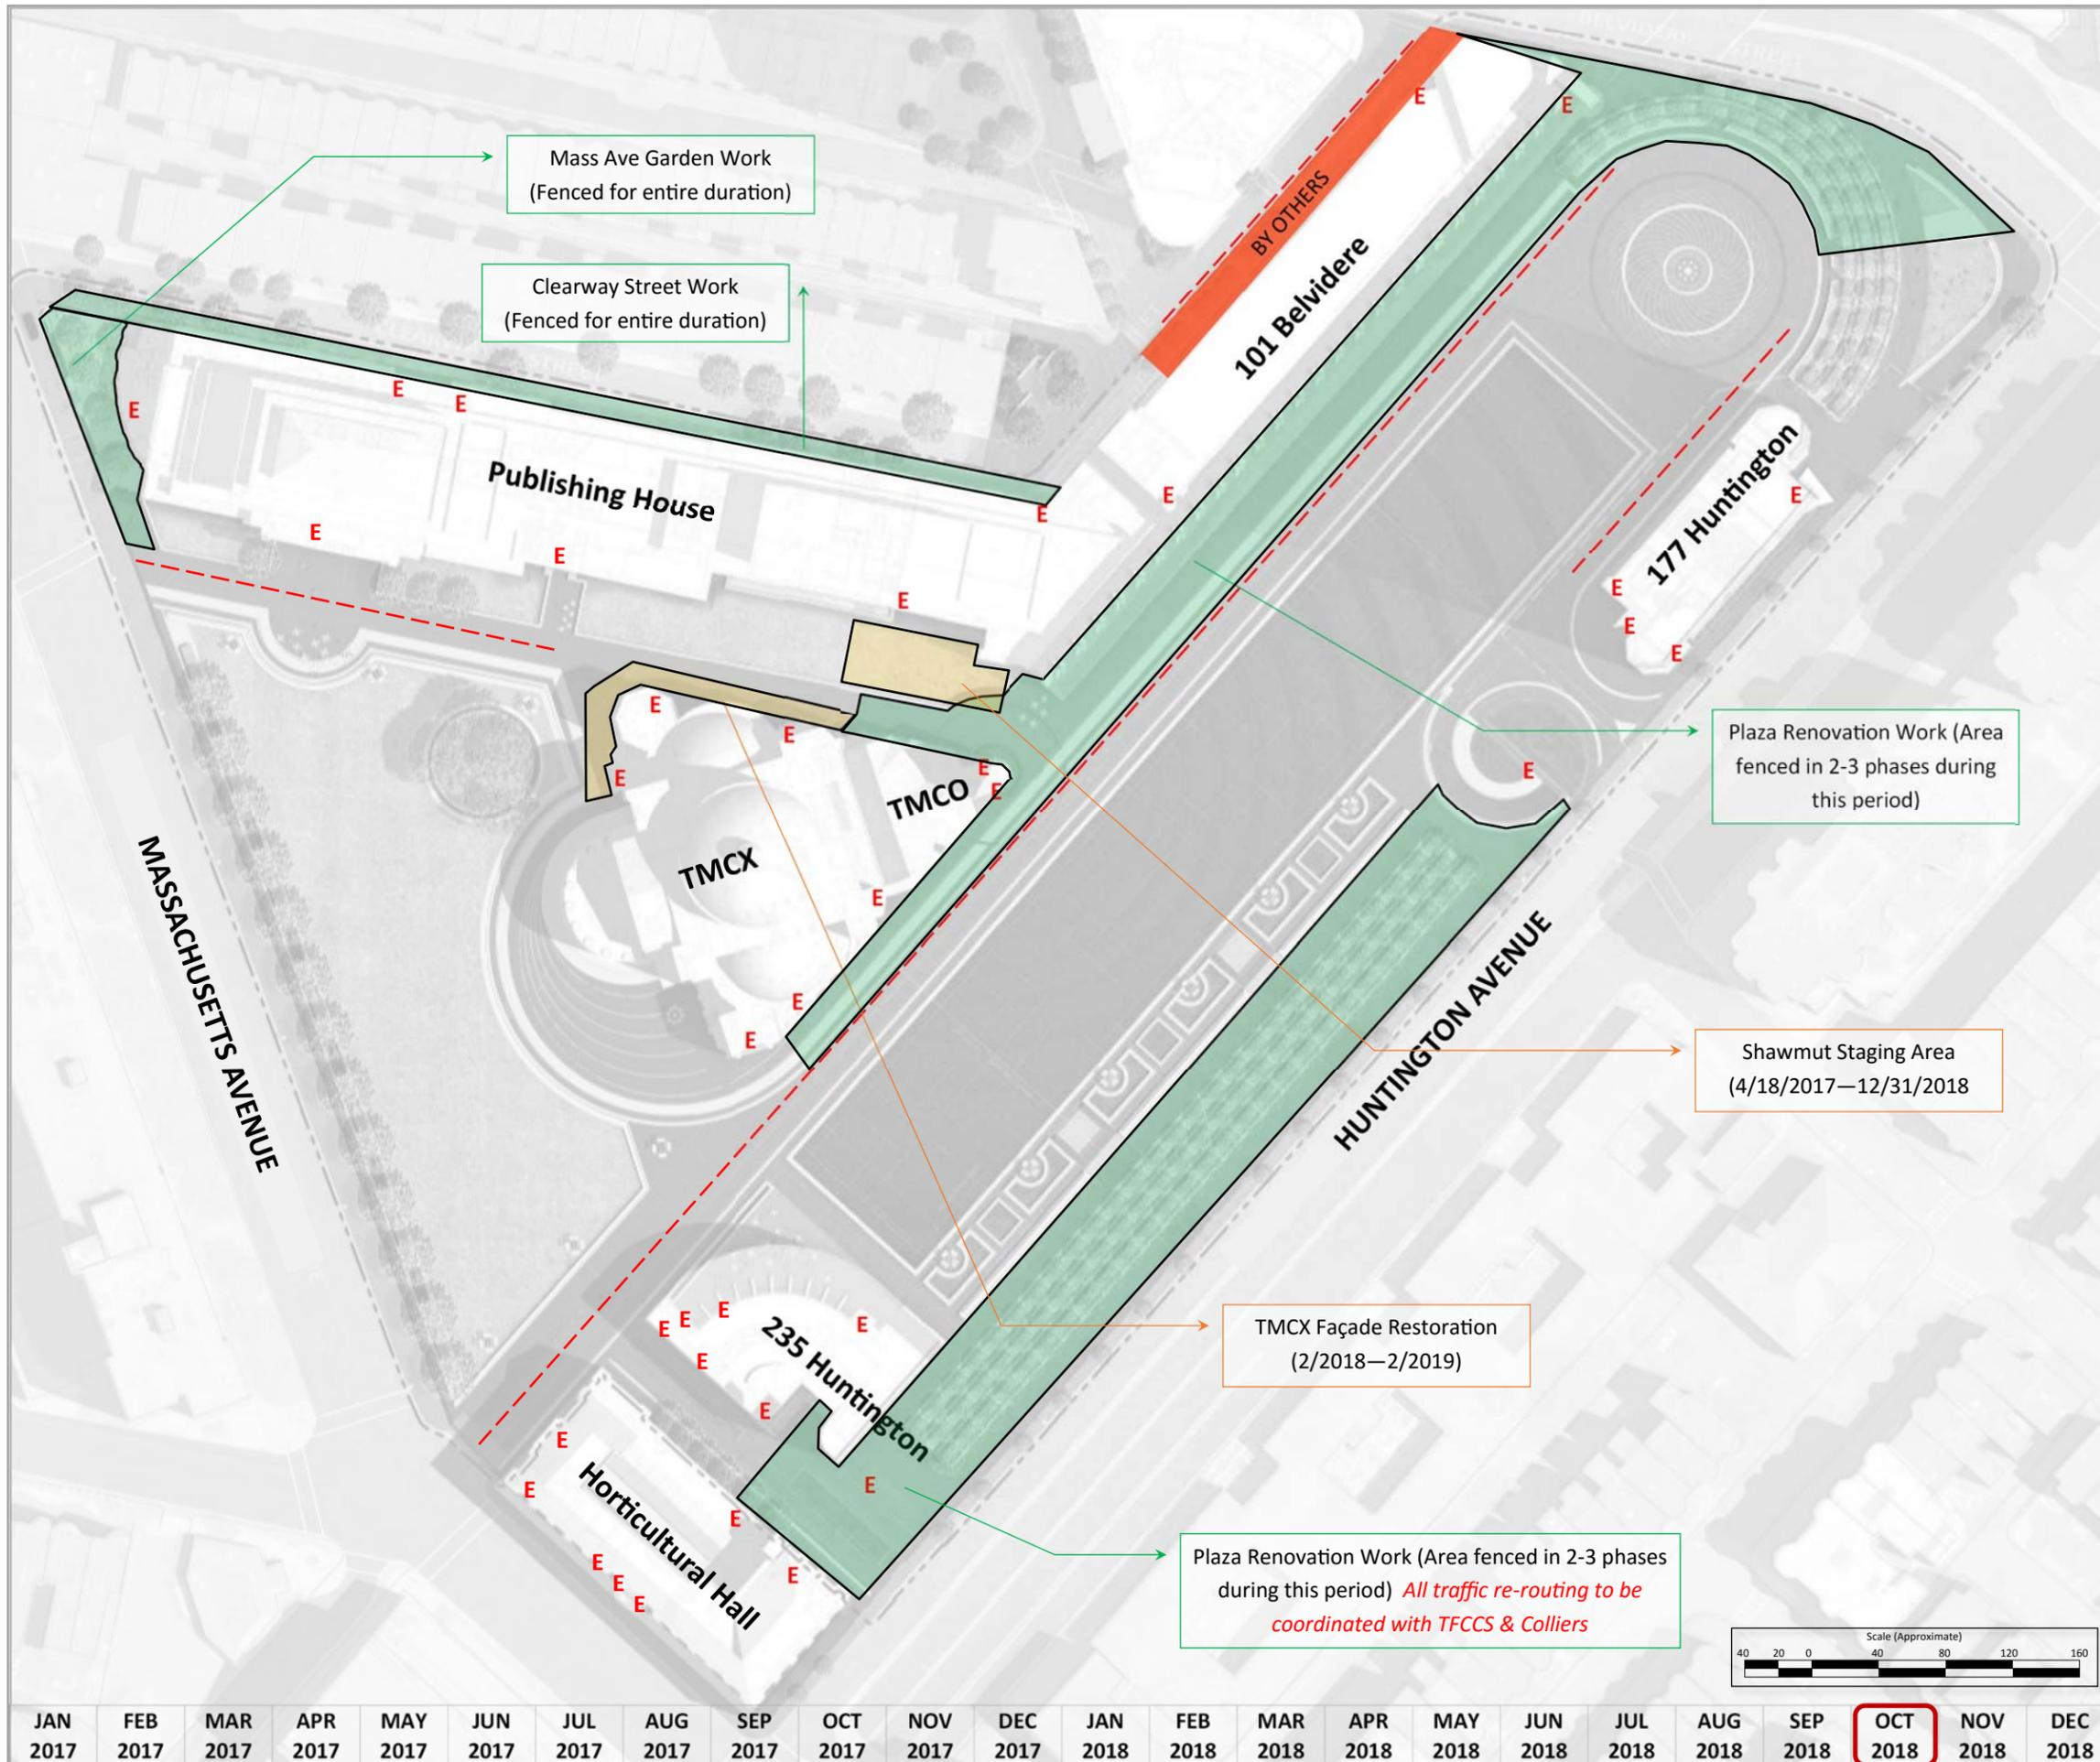 BELVIDERE STREET
Mass Ave Garden Work
(Fenced for entire duration)
Clearway Street Work
(Fenced for entire duration)
BY OTHERS
101 Belvidere
E
E
E
E
E
E
E
E
E
E
E
Publishing House
177 Huntington
E
E
E
E
E
E
E
E
E
TMCO
E
TMCX
E
E
E
Plaza Renovation Work (Area
fenced in 2-3 phases during
this period)
MASSACHUSETTS AVENUE
HUNTINGTON AVENUE
Shawmut Staging Area
(4/18/2017—12/31/2018
TMCX Façade Restoration
(2/2018—2/2019)
E
E
E
E
E
E
235 Huntington
E
E
E
E
E
E
E
E
Horticultural Hall
Plaza Renovation Work (Area fenced in 2-3 phases
during this period) All traffic re-routing to be
coordinated with TFCCS & Colliers
Scale (Approximate)
40 20 0 40 80 120 160
JAN FEB MAR APR MAY JUN JUL AUG SEP OCT NOV DEC JAN FEB MAR APR MAY JUN JUL AUG SEP OCT NOV DEC
2017 2017 2017 2017 2017 2017 2017 2017 2017 2017 2017 2017 2018 2018 2018 2018 2018 2018 2018 2018 2018 2018 2018 2018